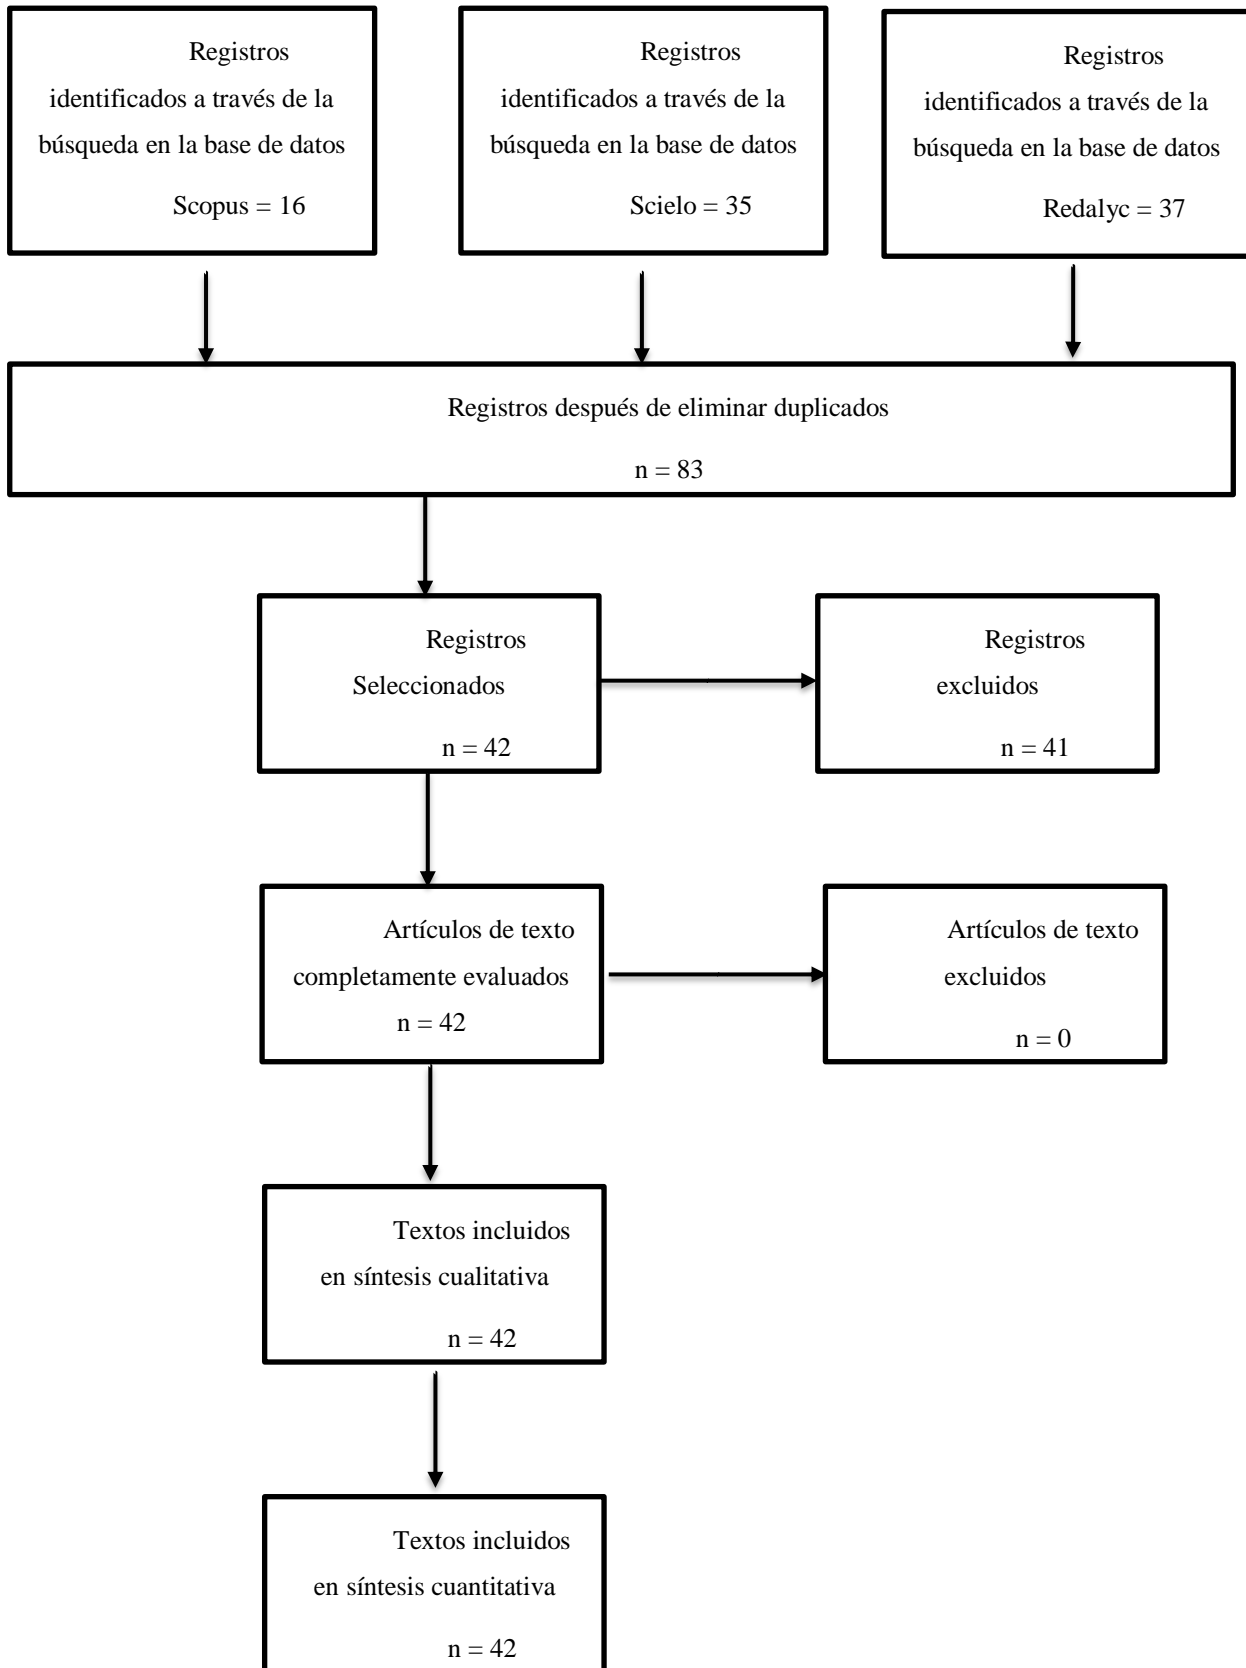 Registros
identificados a través de la
búsqueda en la base de datos
Scopus = 16
Registros
identificados a través de la
búsqueda en la base de datos
Scielo = 35
Registros
identificados a través de la
búsqueda en la base de datos
Redalyc = 37
Registros después de eliminar duplicados
n = 83
Registros
Seleccionados
n = 42
Registros
excluidos
n = 41
Artículos de texto
completamente evaluados
n = 42
Artículos de texto
excluidos
n = 0
Textos incluidos
en síntesis cualitativa
n = 42
Textos incluidos
en síntesis cuantitativa
n = 42